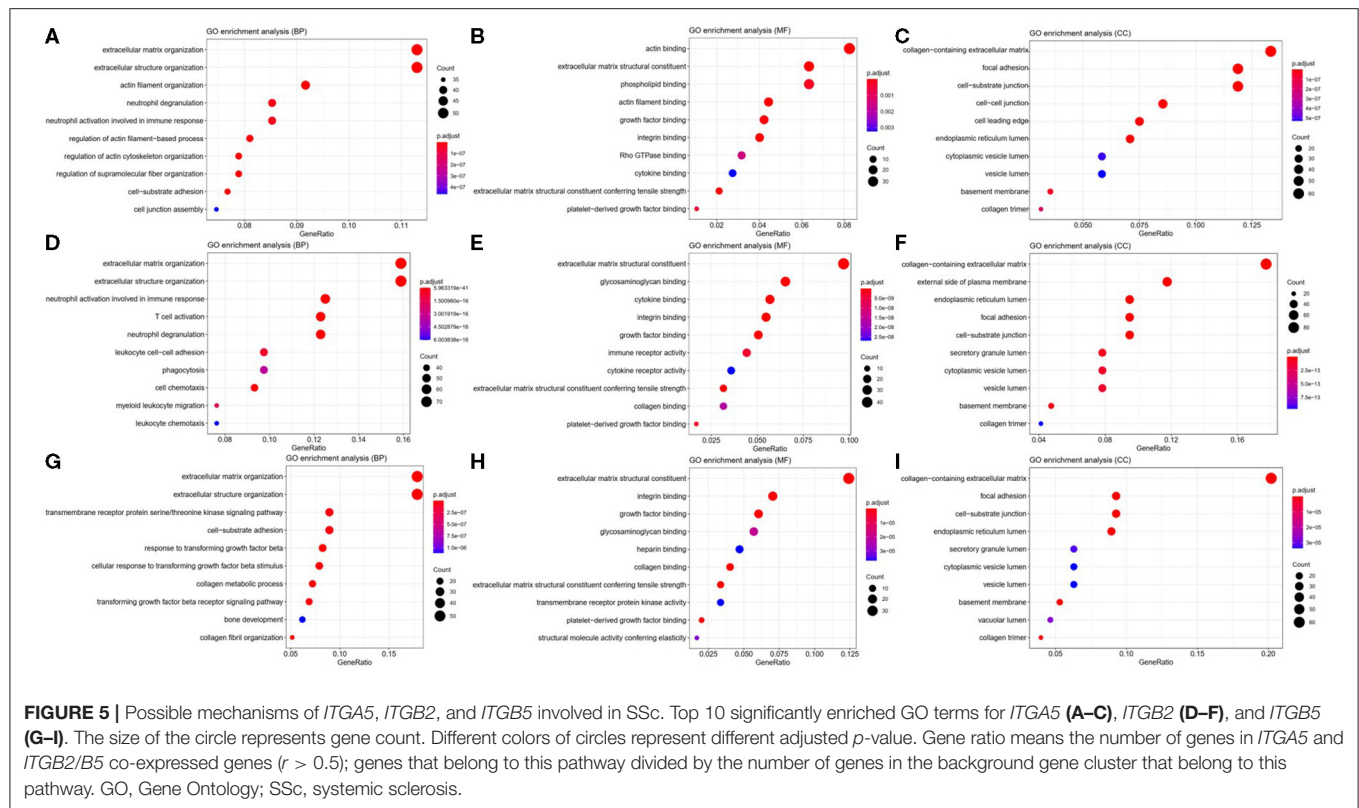 A
GO enrichment analysis (BP)
extracellular matrix organization
extracellular structure organization
actin filament organization
neutrophil degranulation
neutrophil activation involved in immune response
regulation of actin filament-based process
regulation of actin cytoskeleton organization
regulation of supramolecular fiber organization
cell-substrate adhesion
cell junction assembly
0.08 0.09 0.10 0.11
GeneRatio
Count
35
40
45
50
p.adjust
1e-07
2e-07
3e-07
4e-07
B
GO enrichment analysis (MF)
actin binding
extracellular matrix structural constituent
phospholipid binding
actin filament binding
growth factor binding
integrin binding
Rho GTPase binding
cytokine binding
extracellular matrix structural constituent conferring tensile strength
platelet-derived growth factor binding
0.02 0.04 0.06 0.08
GeneRatio
p.adjust
0.001
0.002
0.003
Count
10
20
30
C
GO enrichment analysis (CC)
collagen-containing extracellular matrix
focal adhesion
cell-substrate junction
cell-cell junction
cell leading edge
endoplasmic reticulum lumen
cytoplasmic vesicle lumen
vesicle lumen
basement membrane
collagen trimer
0.050 0.075 0.100 0.125
GeneRatio
p.adjust
1e-07
2e-07
3e-07
4e-07
5e-07
Count
20
30
40
50
60
D
GO enrichment analysis (BP)
extracellular matrix organization
extracellular structure organization
neutrophil activation involved in immune response
T cell activation
neutrophil degranulation
leukocyte cell-cell adhesion
phagocytosis
cell chemotaxis
myeloid leukocyte migration
leukocyte chemotaxis
0.08 0.10 0.12 0.14 0.16
GeneRatio
p.adjust
5.963319e-41
1.500960e-16
3.001919e-16
4.502879e-16
6.003838e-16
Count
40
50
60
70
E
GO enrichment analysis (MF)
extracellular matrix structural constituent
glycosaminoglycan binding
cytokine binding
integrin binding
growth factor binding
immune receptor activity
cytokine receptor activity
extracellular matrix structural constituent conferring tensile strength
collagen binding
platelet-derived growth factor binding
0.025 0.050 0.075 0.100
GeneRatio
p.adjust
5.0e-09
1.0e-08
1.5e-08
2.0e-08
2.5e-08
Count
10
20
30
40
F
GO enrichment analysis (CC)
collagen-containing extracellular matrix
external side of plasma membrane
endoplasmic reticulum lumen
focal adhesion
cell-substrate junction
secretory granule lumen
cytoplasmic vesicle lumen
vesicle lumen
basement membrane
collagen trimer
0.04 0.08 0.12 0.16
GeneRatio
Count
20
40
60
80
p.adjust
2.5e-13
5.0e-13
7.5e-13
G
GO enrichment analysis (BP)
extracellular matrix organization
extracellular structure organization
transmembrane receptor protein serine/threonine kinase signaling pathway
cell-substrate adhesion
response to transforming growth factor beta
cellular response to transforming growth factor beta stimulus
collagen metabolic process
transforming growth factor beta receptor signaling pathway
bone development
collagen fibril organization
0.05 0.10 0.15
GeneRatio
p.adjust
2.5e-07
5.0e-07
7.5e-07
1.0e-06
Count
20
30
40
50
H
GO enrichment analysis (MF)
extracellular matrix structural constituent
integrin binding
growth factor binding
glycosaminoglycan binding
heparin binding
collagen binding
extracellular matrix structural constituent conferring tensile strength
transmembrane receptor protein kinase activity
platelet-derived growth factor binding
structural molecule activity conferring elasticity
0.025 0.050 0.075 0.100 0.125
GeneRatio
p.adjust
1e-05
2e-05
3e-05
Count
10
20
30
I
GO enrichment analysis (CC)
collagen-containing extracellular matrix
focal adhesion
cell-substrate junction
endoplasmic reticulum lumen
secretory granule lumen
cytoplasmic vesicle lumen
vesicle lumen
basement membrane
vacuolar lumen
collagen trimer
0.05 0.10 0.15 0.20
GeneRatio
p.adjust
1e-05
2e-05
3e-05
Count
20
30
40
50
60
FIGURE 5 | Possible mechanisms of ITGA5, ITGB2, and ITGB5 involved in SSc. Top 10 significantly enriched GO terms for ITGA5 (A–C), ITGB2 (D–F), and ITGB5
(G–I). The size of the circle represents gene count. Different colors of circles represent different adjusted p-value. Gene ratio means the number of genes in ITGA5 and
ITGB2/B5 co-expressed genes (r > 0.5); genes that belong to this pathway divided by the number of genes in the background gene cluster that belong to this
pathway. GO, Gene Ontology; SSc, systemic sclerosis.